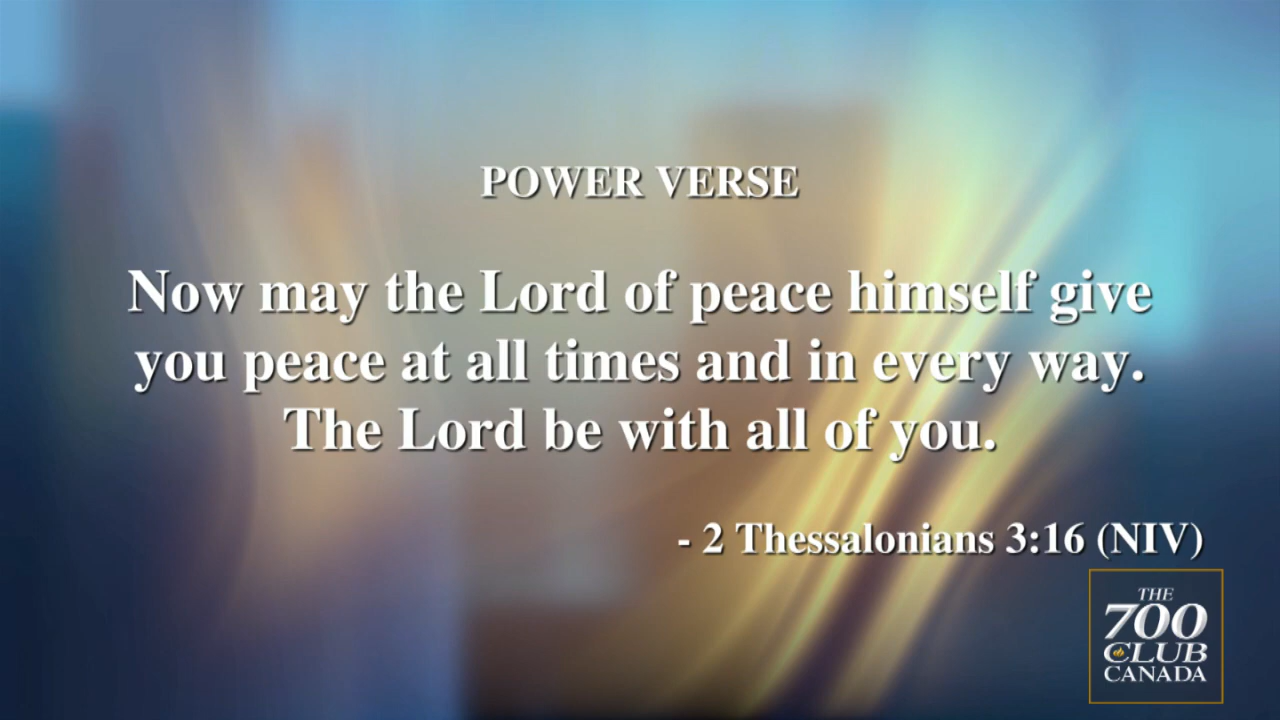 POWER VERSE
Now may the Lord of peace himself give
you peace at all times and in every way.
The Lord be with all of you.
- 2 Thessalonians 3:16 (NIV)
THE
700
CLUB
CANADA